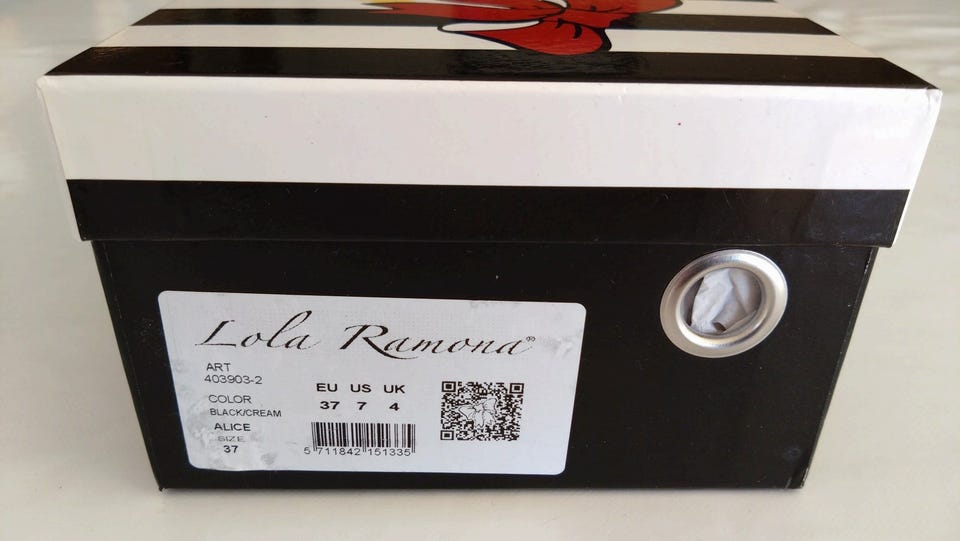 Lola Ramona®
ART
403903-2
COLOR
BLACK/CREAM
ALICE
SIZE
37
EU US UK
37 7 4
5 711842 151335